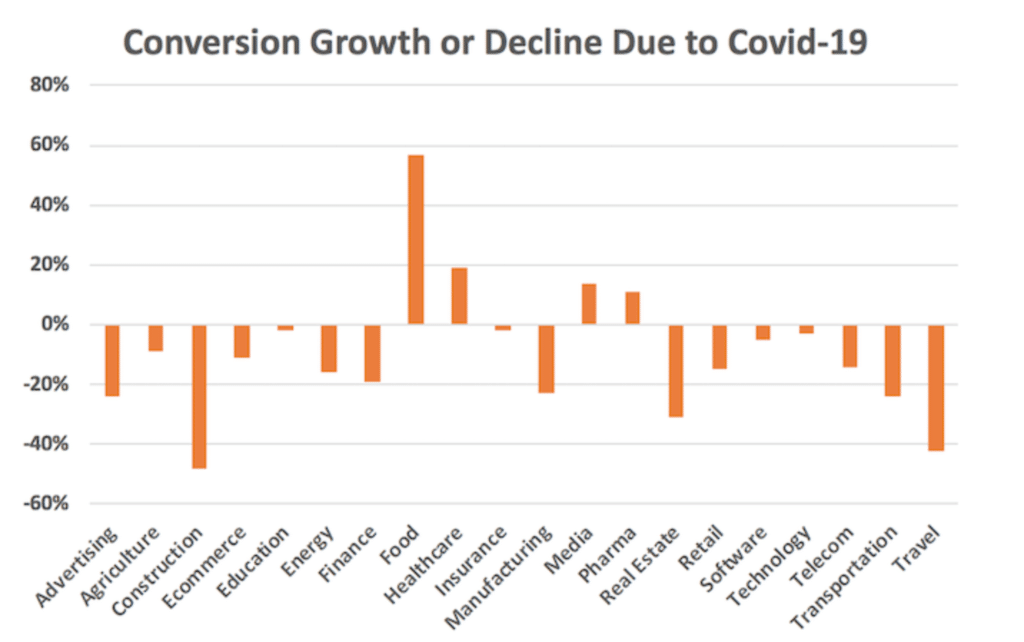 Conversion Growth or Decline Due to Covid-19
80%
60%
40%
20%
0%
-20%
-40%
-60%
Advertising
Agriculture
Construction
Ecommerce
Education
Energy
Finance
Food
Healthcare
Insurance
Manufacturing
Media
Pharma
Real Estate
Retail
Software
Technology
Telecom
Transportation
Travel